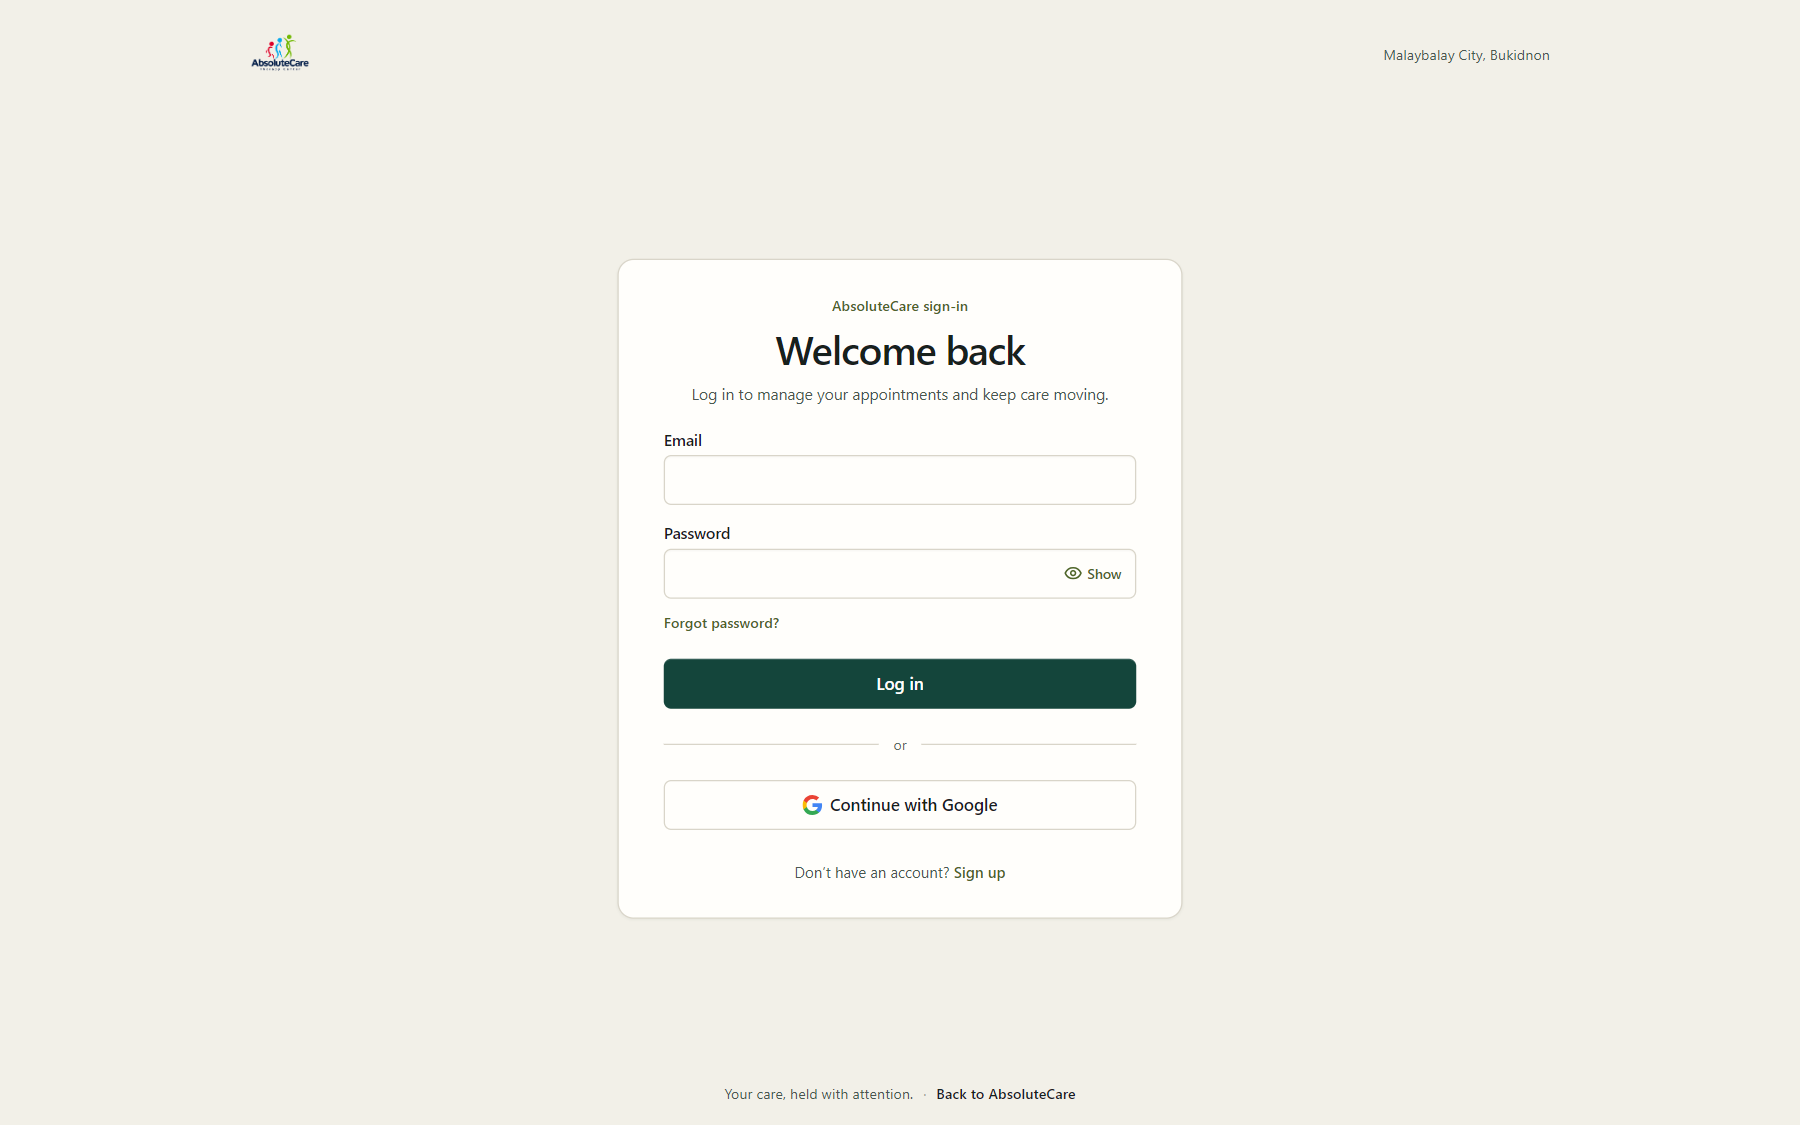 AbsoluteCare
Malaybalay City, Bukidnon
AbsoluteCare sign-in
Welcome back
Log in to manage your appointments and keep care moving.
Email
Password
Show
Forgot password?
Log in
or
Continue with Google
Don't have an account? Sign up
Your care, held with attention. · Back to AbsoluteCare